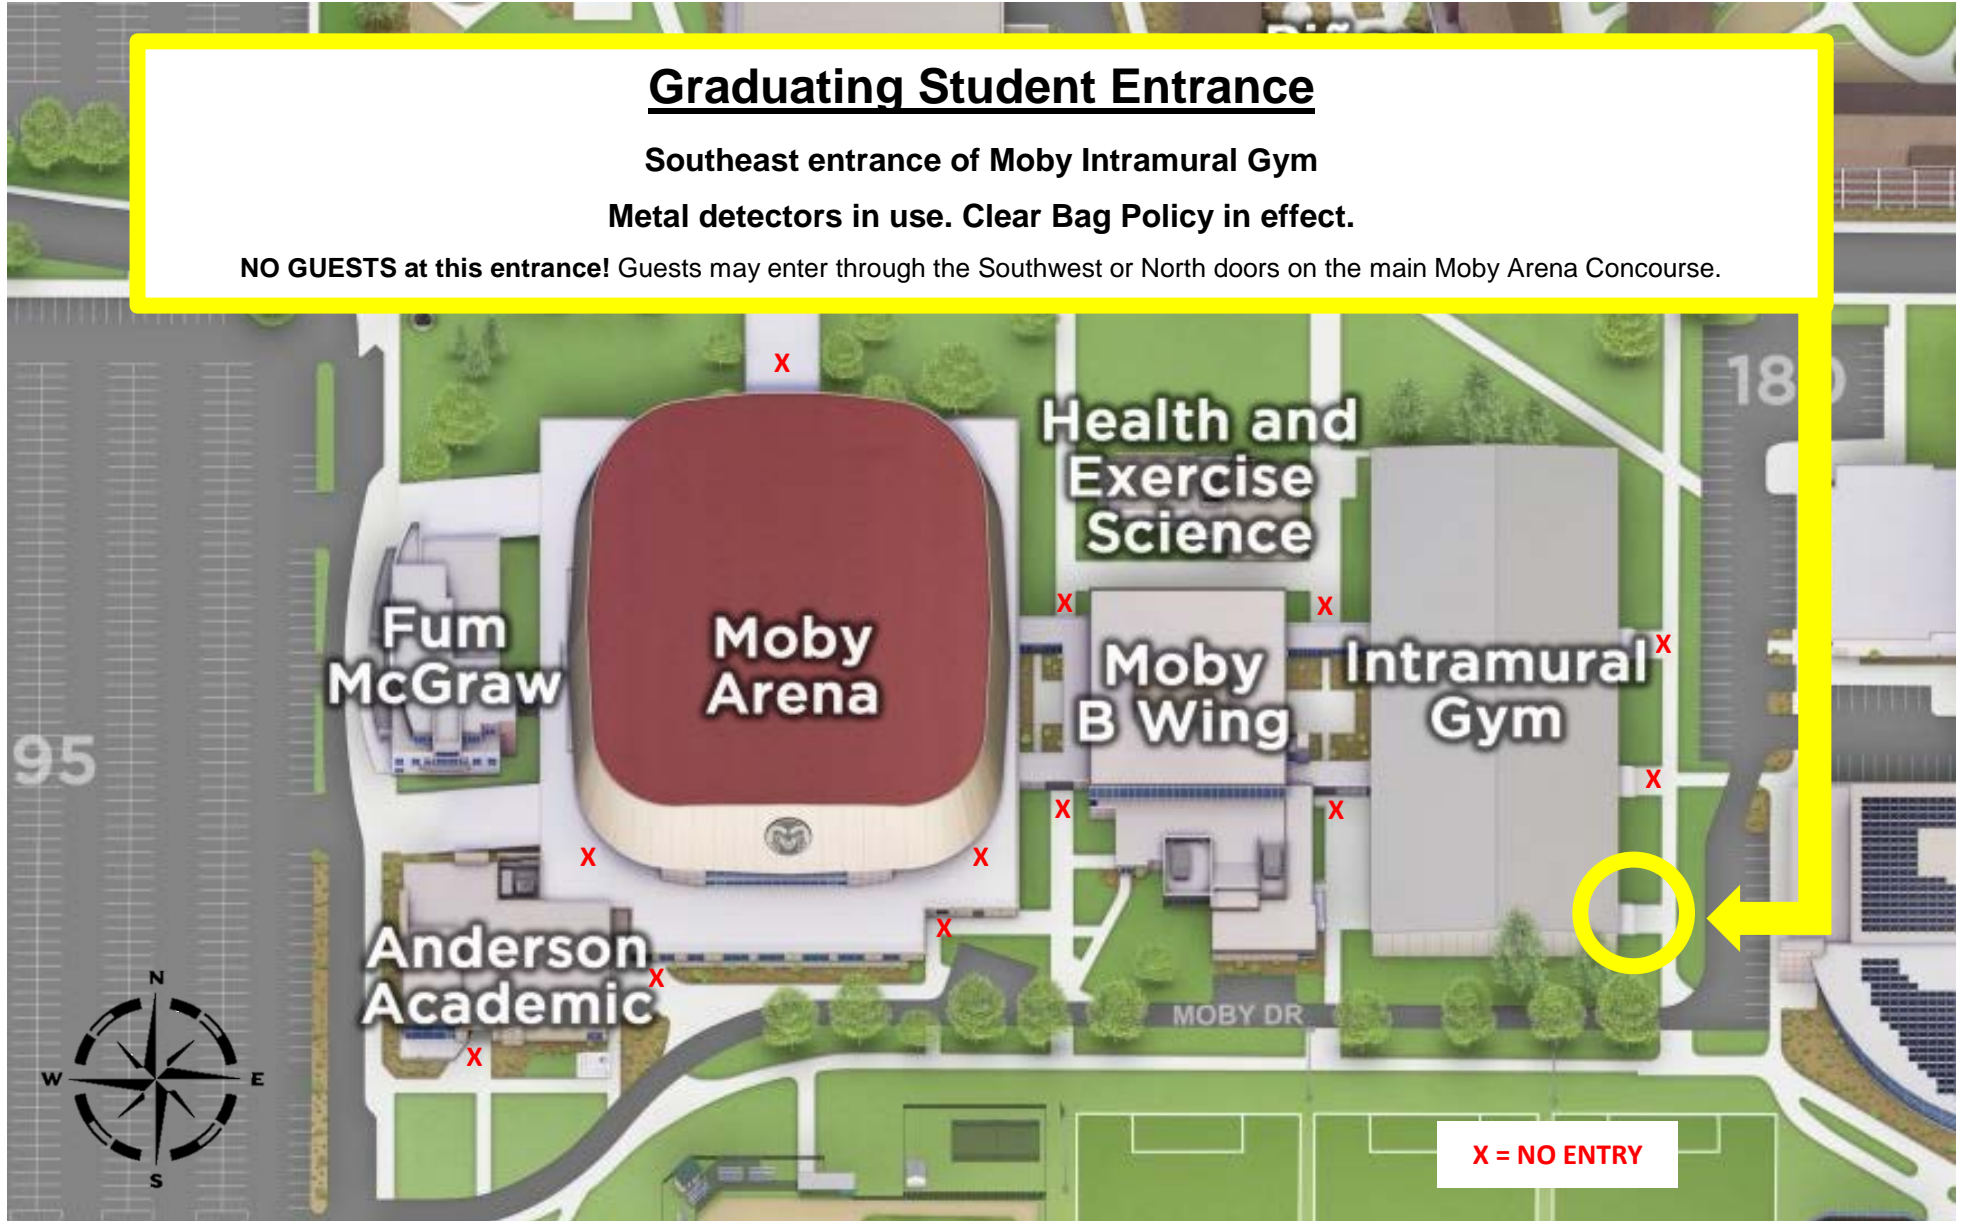 Graduating Student Entrance
Southeast entrance of Moby Intramural Gym
Metal detectors in use. Clear Bag Policy in effect.
NO GUESTS at this entrance! Guests may enter through the Southwest or North doors on the main Moby Arena Concourse.
X
180
Health and
Exercise
Science
X
X
Fum
McGraw
Moby
Arena
Moby
B Wing
Intramural
Gym
X
95
X
X
X
X
X
X
Anderson
Academic
X
X
MOBY DR
X
N
W
E
S
X = NO ENTRY